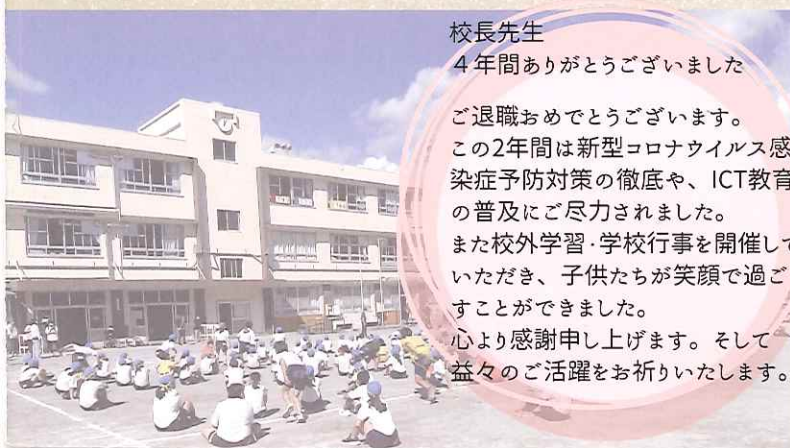 校長先生
４年間ありがとうございました
ご退職おめでとうございます。
この2年間は新型コロナウイルス感
染症予防対策の徹底や、ICT教育
の普及にご尽力されました。
また校外学習・学校行事を開催して
いただき、子供たちが笑顔で過ご
すことができました。
心より感謝申し上げます。そして
益々のご活躍をお祈りいたします。